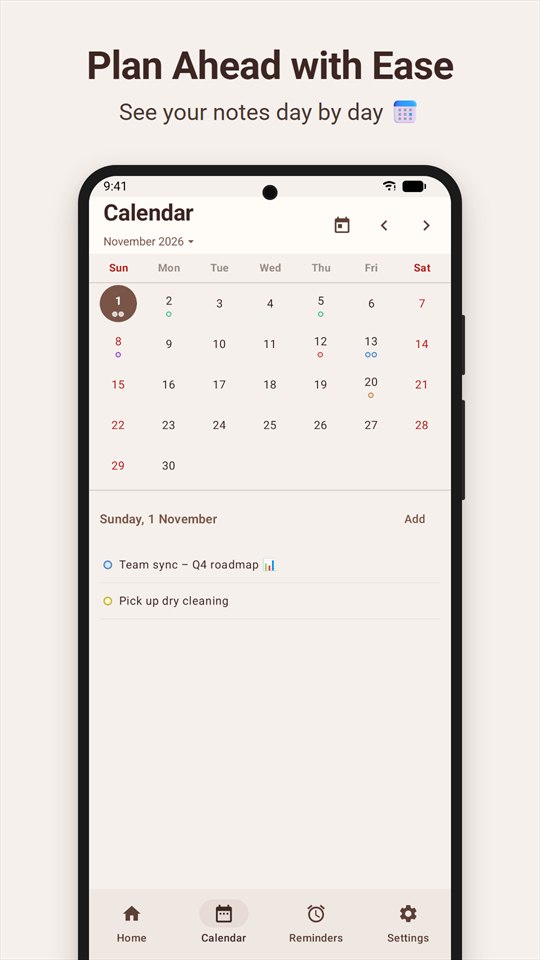 Plan Ahead with Ease
See your notes day by day
9:41
Calendar
November 2026
Sun Mon Tue Wed Thu Fri Sat
1 2 3 4 5 6 7
8 9 10 11 12 13 14
15 16 17 18 19 20 21
22 23 24 25 26 27 28
29 30
Sunday, 1 November Add
Team sync – Q4 roadmap 📊
Pick up dry cleaning
Home Calendar Reminders Settings